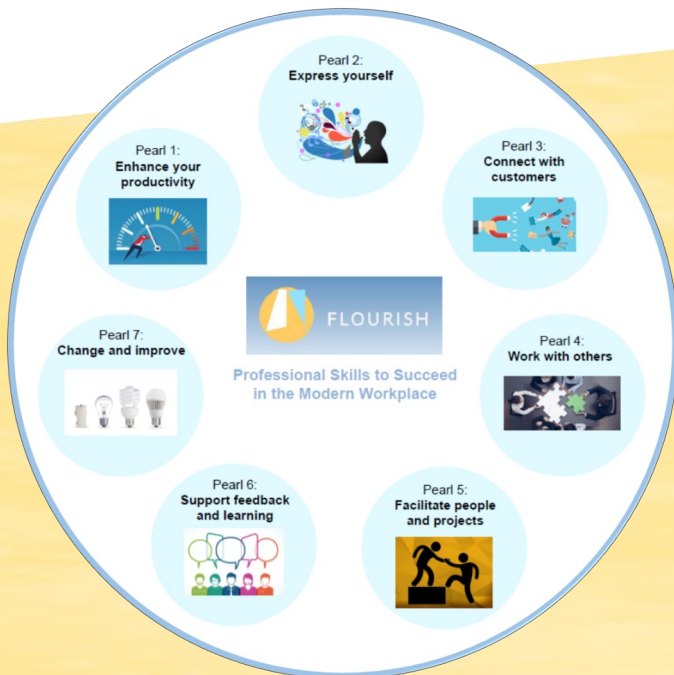 Pearl 1:
Enhance your
productivity
Pearl 2:
Express yourself
Pearl 3:
Connect with
customers
Pearl 4:
Work with others
Pearl 5:
Facilitate people
and projects
Pearl 6:
Support feedback
and learning
Pearl 7:
Change and improve
FLOURISH
Professional Skills to Succeed
in the Modern Workplace